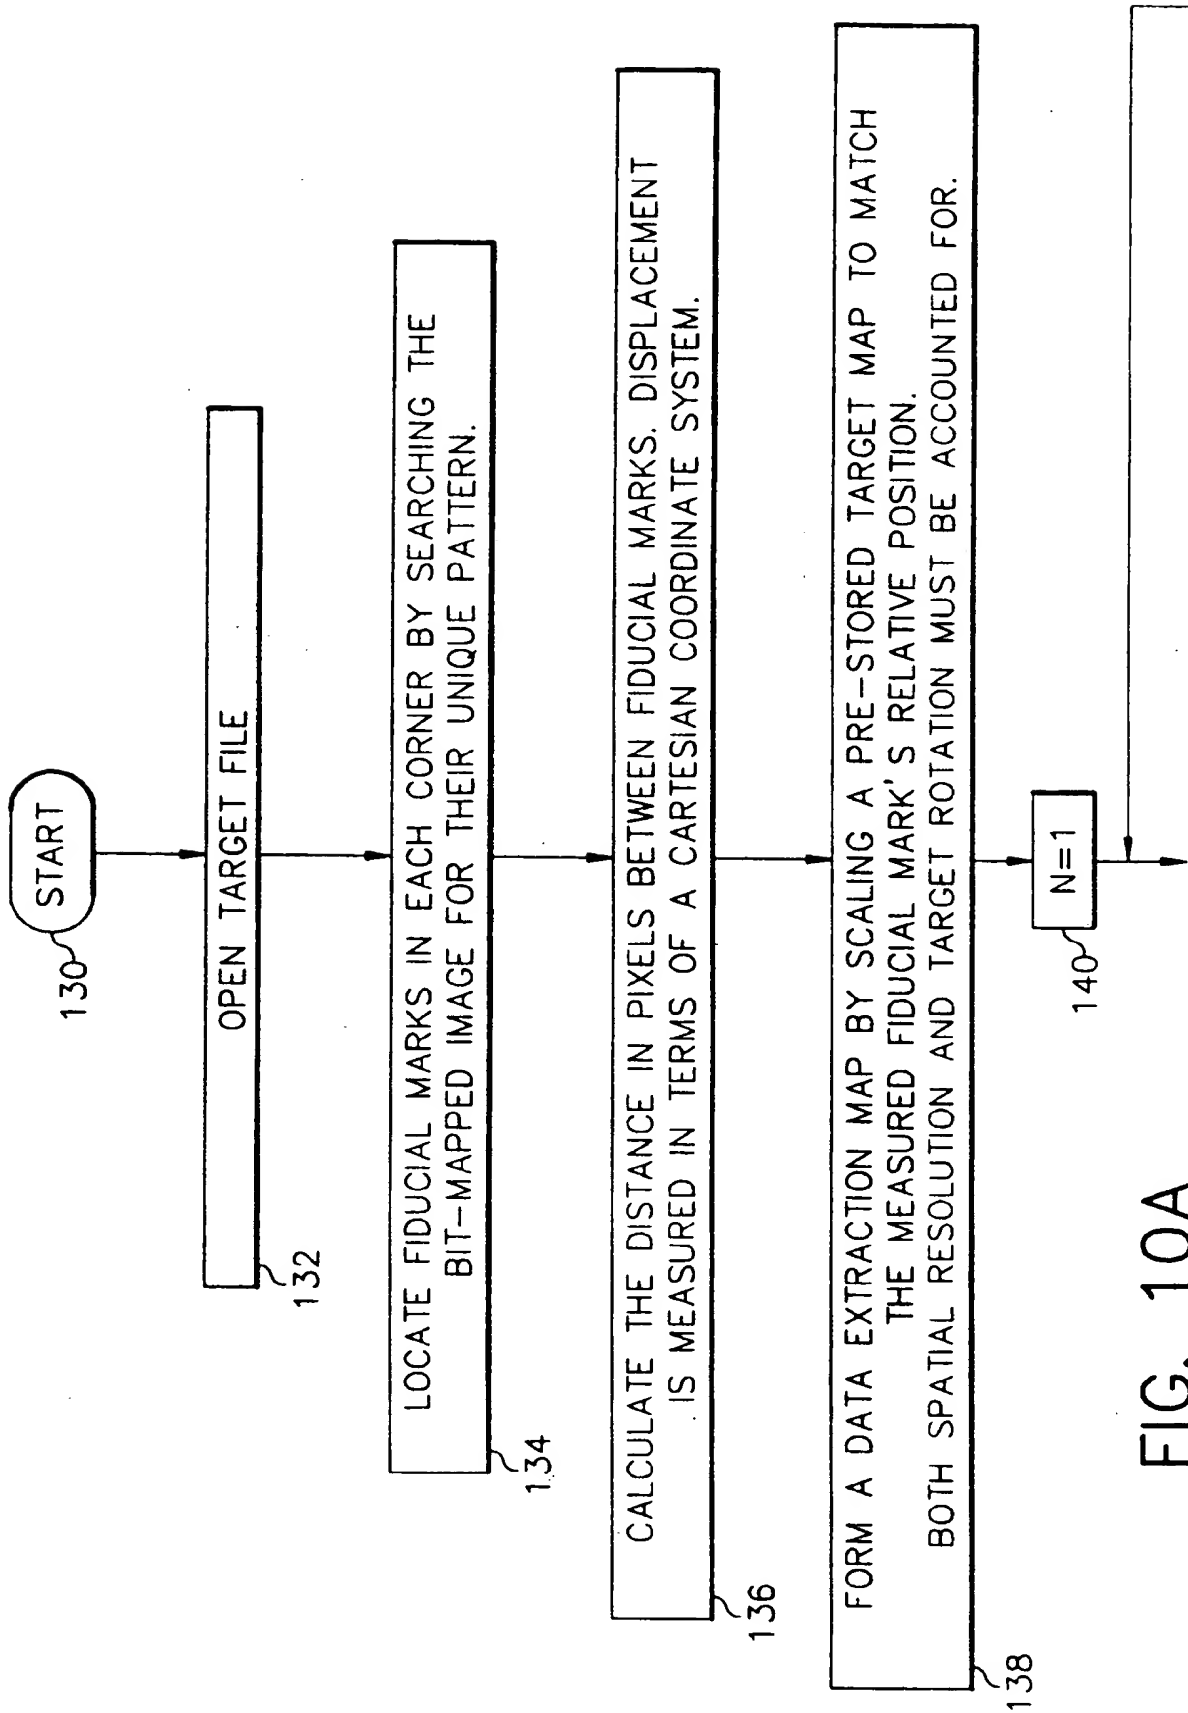 START
130
OPEN TARGET FILE
132
LOCATE FIDUCIAL MARKS IN EACH CORNER BY SEARCHING THE
BIT-MAPPED IMAGE FOR THEIR UNIQUE PATTERN.
134
CALCULATE THE DISTANCE IN PIXELS BETWEEN FIDUCIAL MARKS. DISPLACEMENT
IS MEASURED IN TERMS OF A CARTESIAN COORDINATE SYSTEM.
136
FORM A DATA EXTRACTION MAP BY SCALING A PRE-STORED TARGET MAP TO MATCH
THE MEASURED FIDUCIAL MARK'S RELATIVE POSITION.
BOTH SPATIAL RESOLUTION AND TARGET ROTATION MUST BE ACCOUNTED FOR.
138
N=1
140
FIG. 10A